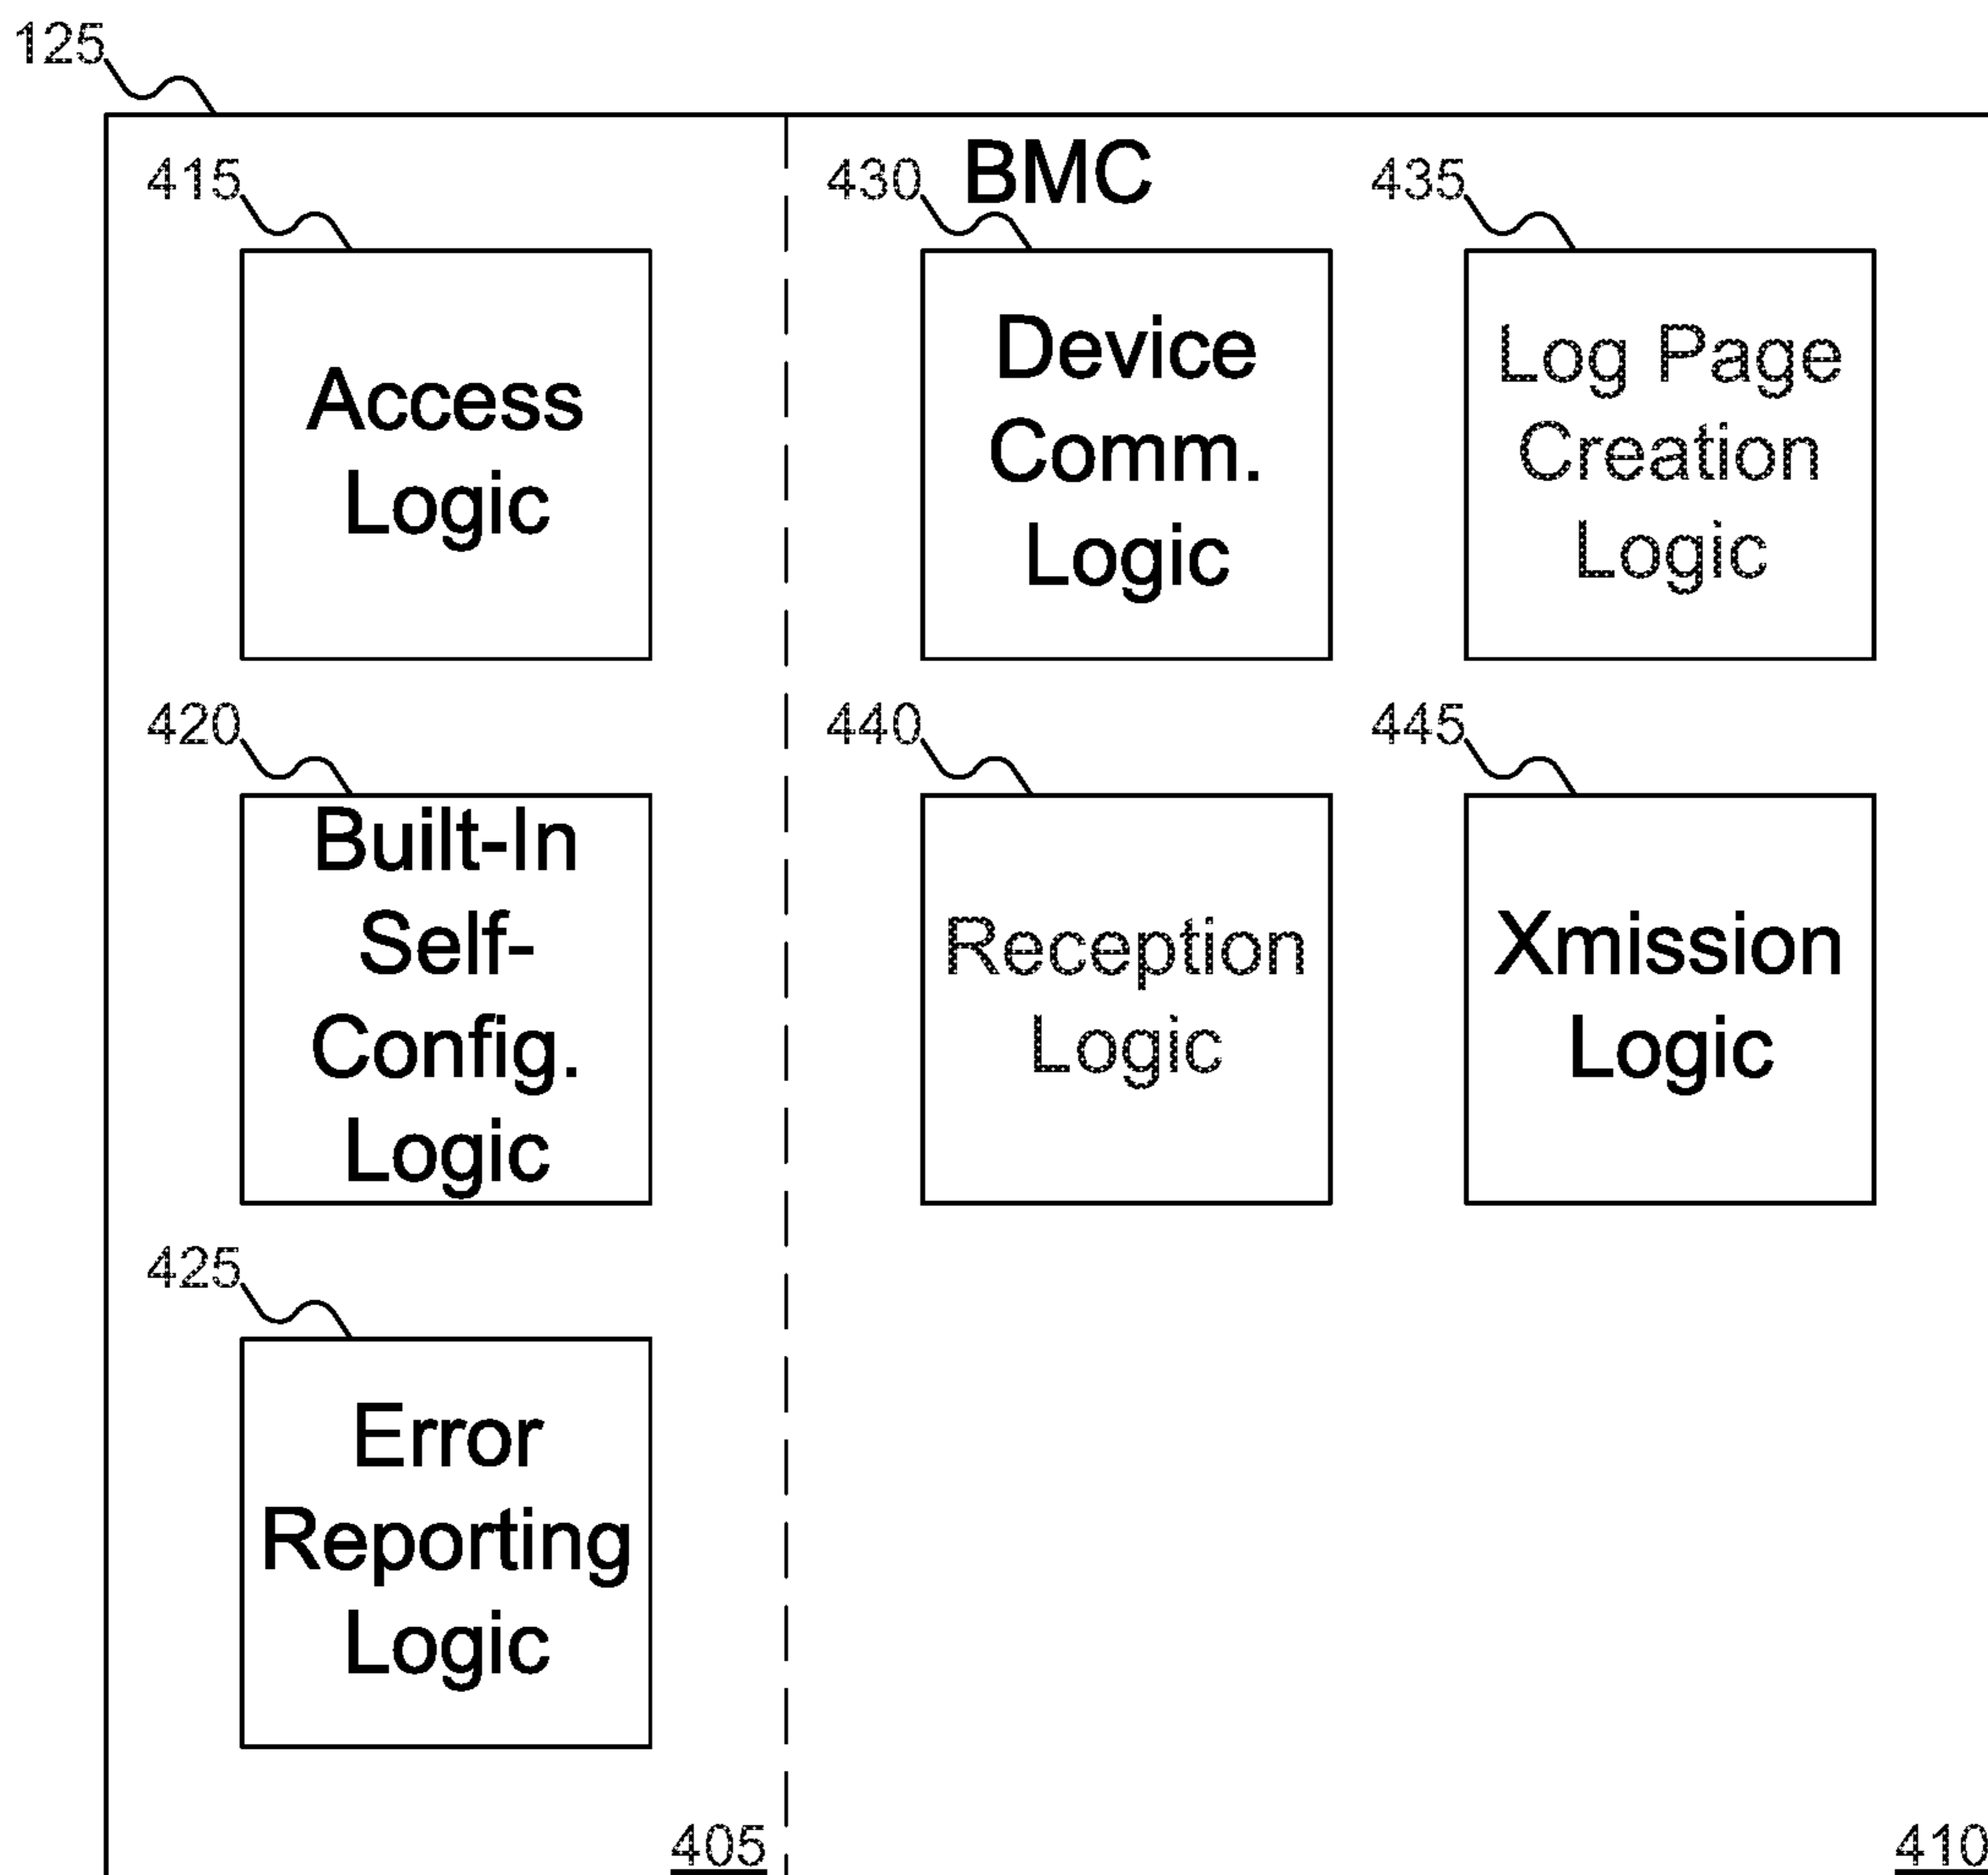 125
BMC
415
Access
Logic
430
Device
Comm.
Logic
435
Log Page
Creation
Logic
420
Built-In
Self-
Config.
Logic
440
Reception
Logic
445
Xmission
Logic
425
Error
Reporting
Logic
405
410